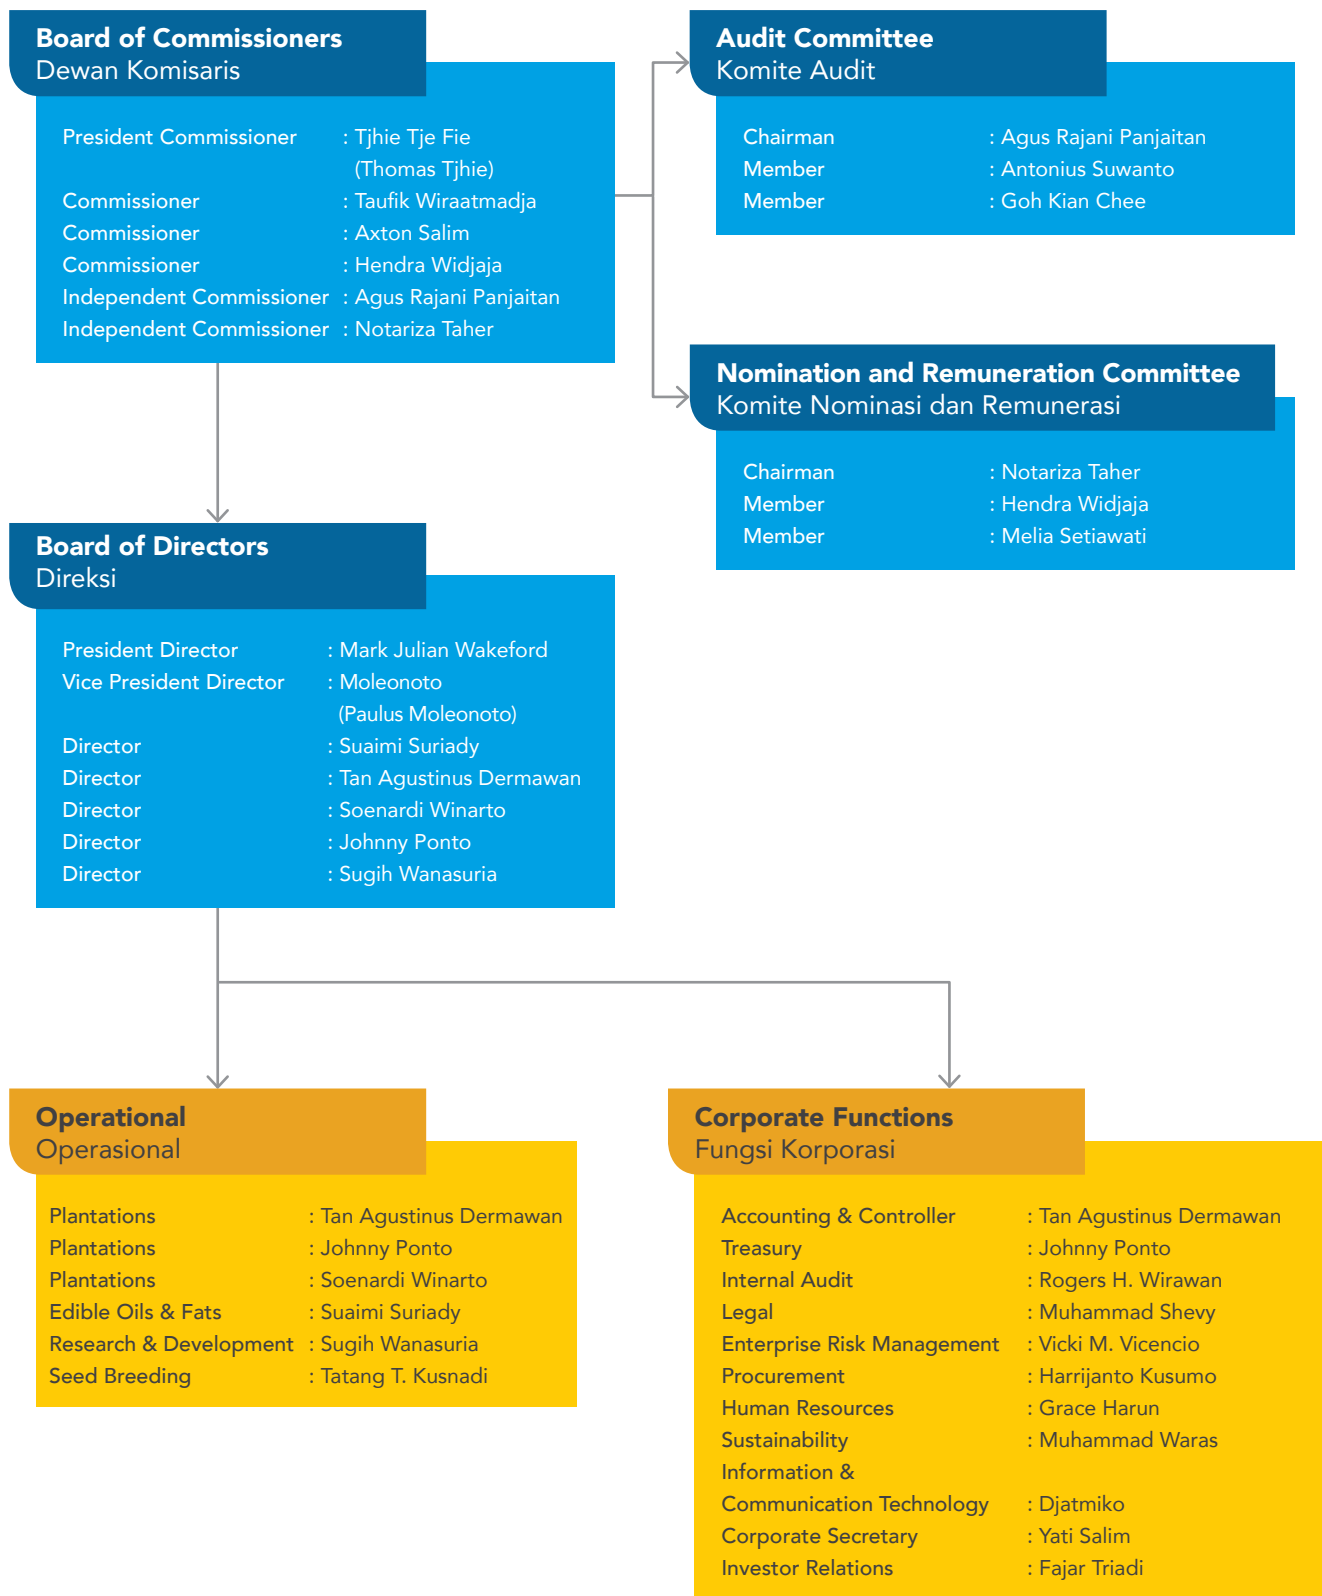 Board of Commissioners
Dewan Komisaris
President Commissioner : Tjhie Tje Fie
(Thomas Tjhie)
Commissioner : Taufik Wiraatmadja
Commissioner : Axton Salim
Commissioner : Hendra Widjaja
Independent Commissioner : Agus Rajani Panjaitan
Independent Commissioner : Notariza Taher
Audit Committee
Komite Audit
Chairman : Agus Rajani Panjaitan
Member : Antonius Suwanto
Member : Goh Kian Chee
Nomination and Remuneration Committee
Komite Nominasi dan Remunerasi
Chairman : Notariza Taher
Member : Hendra Widjaja
Member : Melia Setiawati
Board of Directors
Direksi
President Director : Mark Julian Wakeford
Vice President Director : Moleonoto
(Paulus Moleonoto)
Director : Suaimi Suriady
Director : Tan Agustinus Dermawan
Director : Soenardi Winarto
Director : Johnny Ponto
Director : Sugih Wanasuria
Operational
Operasional
Plantations : Tan Agustinus Dermawan
Plantations : Johnny Ponto
Plantations : Soenardi Winarto
Edible Oils & Fats : Suaimi Suriady
Research & Development : Sugih Wanasuria
Seed Breeding : Tatang T. Kusnadi
Corporate Functions
Fungsi Korporasi
Accounting & Controller : Tan Agustinus Dermawan
Treasury : Johnny Ponto
Internal Audit : Rogers H. Wirawan
Legal : Muhammad Shevy
Enterprise Risk Management : Vicki M. Vicencio
Procurement : Harrijanto Kusumo
Human Resources : Grace Harun
Sustainability : Muhammad Waras
Information &
Communication Technology : Djatmiko
Corporate Secretary : Yati Salim
Investor Relations : Fajar Triadi